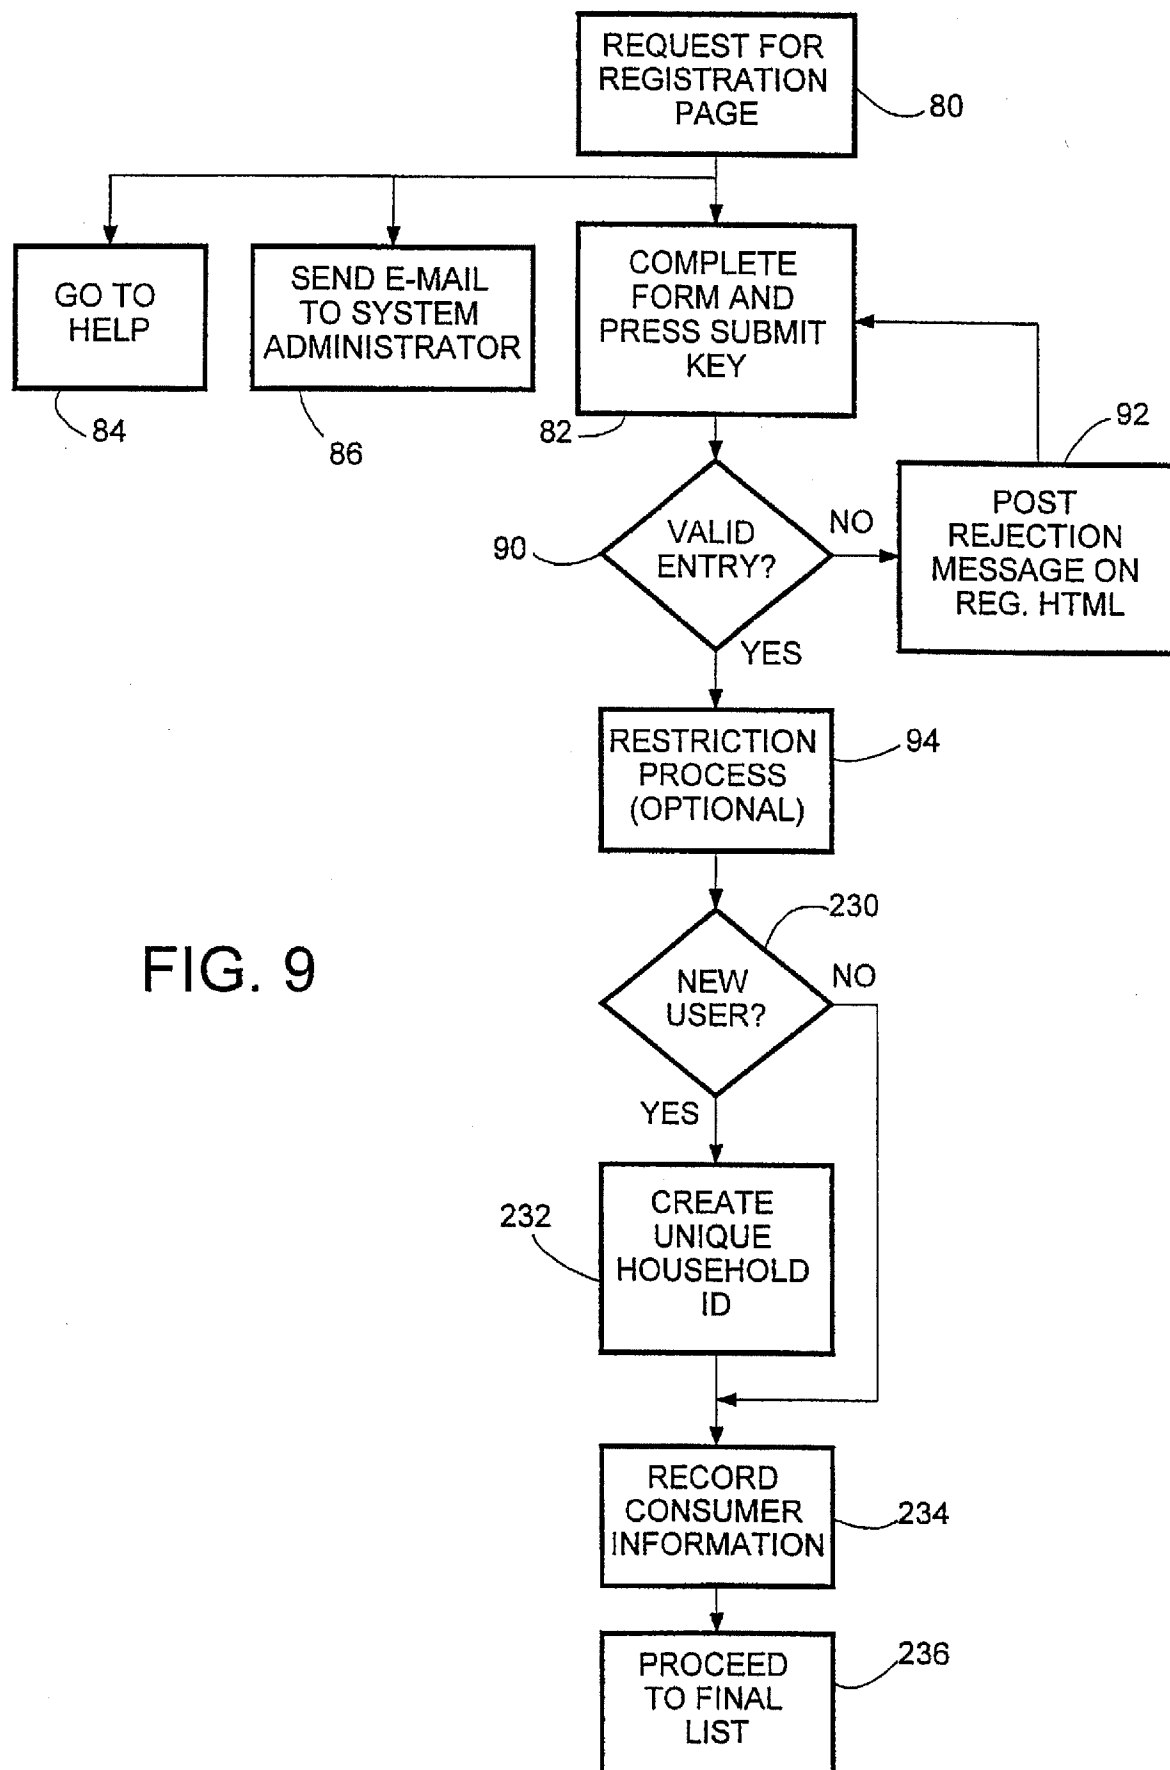 REQUEST FOR
REGISTRATION
PAGE
80
GO TO
HELP
84
SEND E-MAIL
TO SYSTEM
ADMINISTRATOR
86
COMPLETE
FORM AND
PRESS SUBMIT
KEY
82
92
VALID
ENTRY?
90
NO
POST
REJECTION
MESSAGE ON
REG. HTML
YES
RESTRICTION
PROCESS
(OPTIONAL)
94
230
NEW
USER?
NO
FIG. 9
YES
CREATE
UNIQUE
HOUSEHOLD
ID
232
RECORD
CONSUMER
INFORMATION
234
PROCEED
TO FINAL
LIST
236